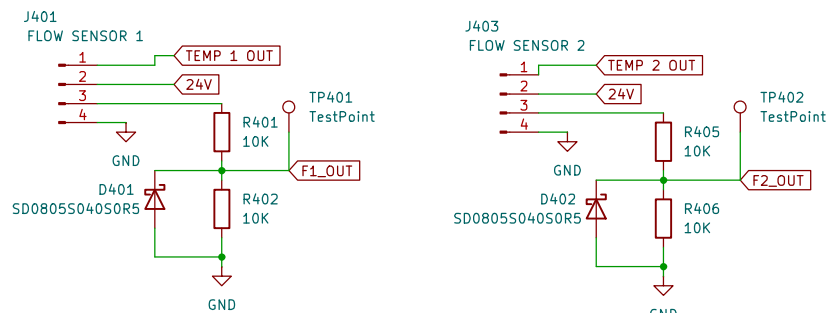 J401
FLOW SENSOR 1
1
TEMP 1 OUT
2
24V
3
4
GND
R401
10K
TP401
TestPoint
F1_OUT
D401
SD0805S040S0R5
R402
10K
GND
J403
FLOW SENSOR 2
1
TEMP 2 OUT
2
24V
3
4
GND
R405
10K
TP402
TestPoint
F2_OUT
D402
SD0805S040S0R5
R406
10K
GND